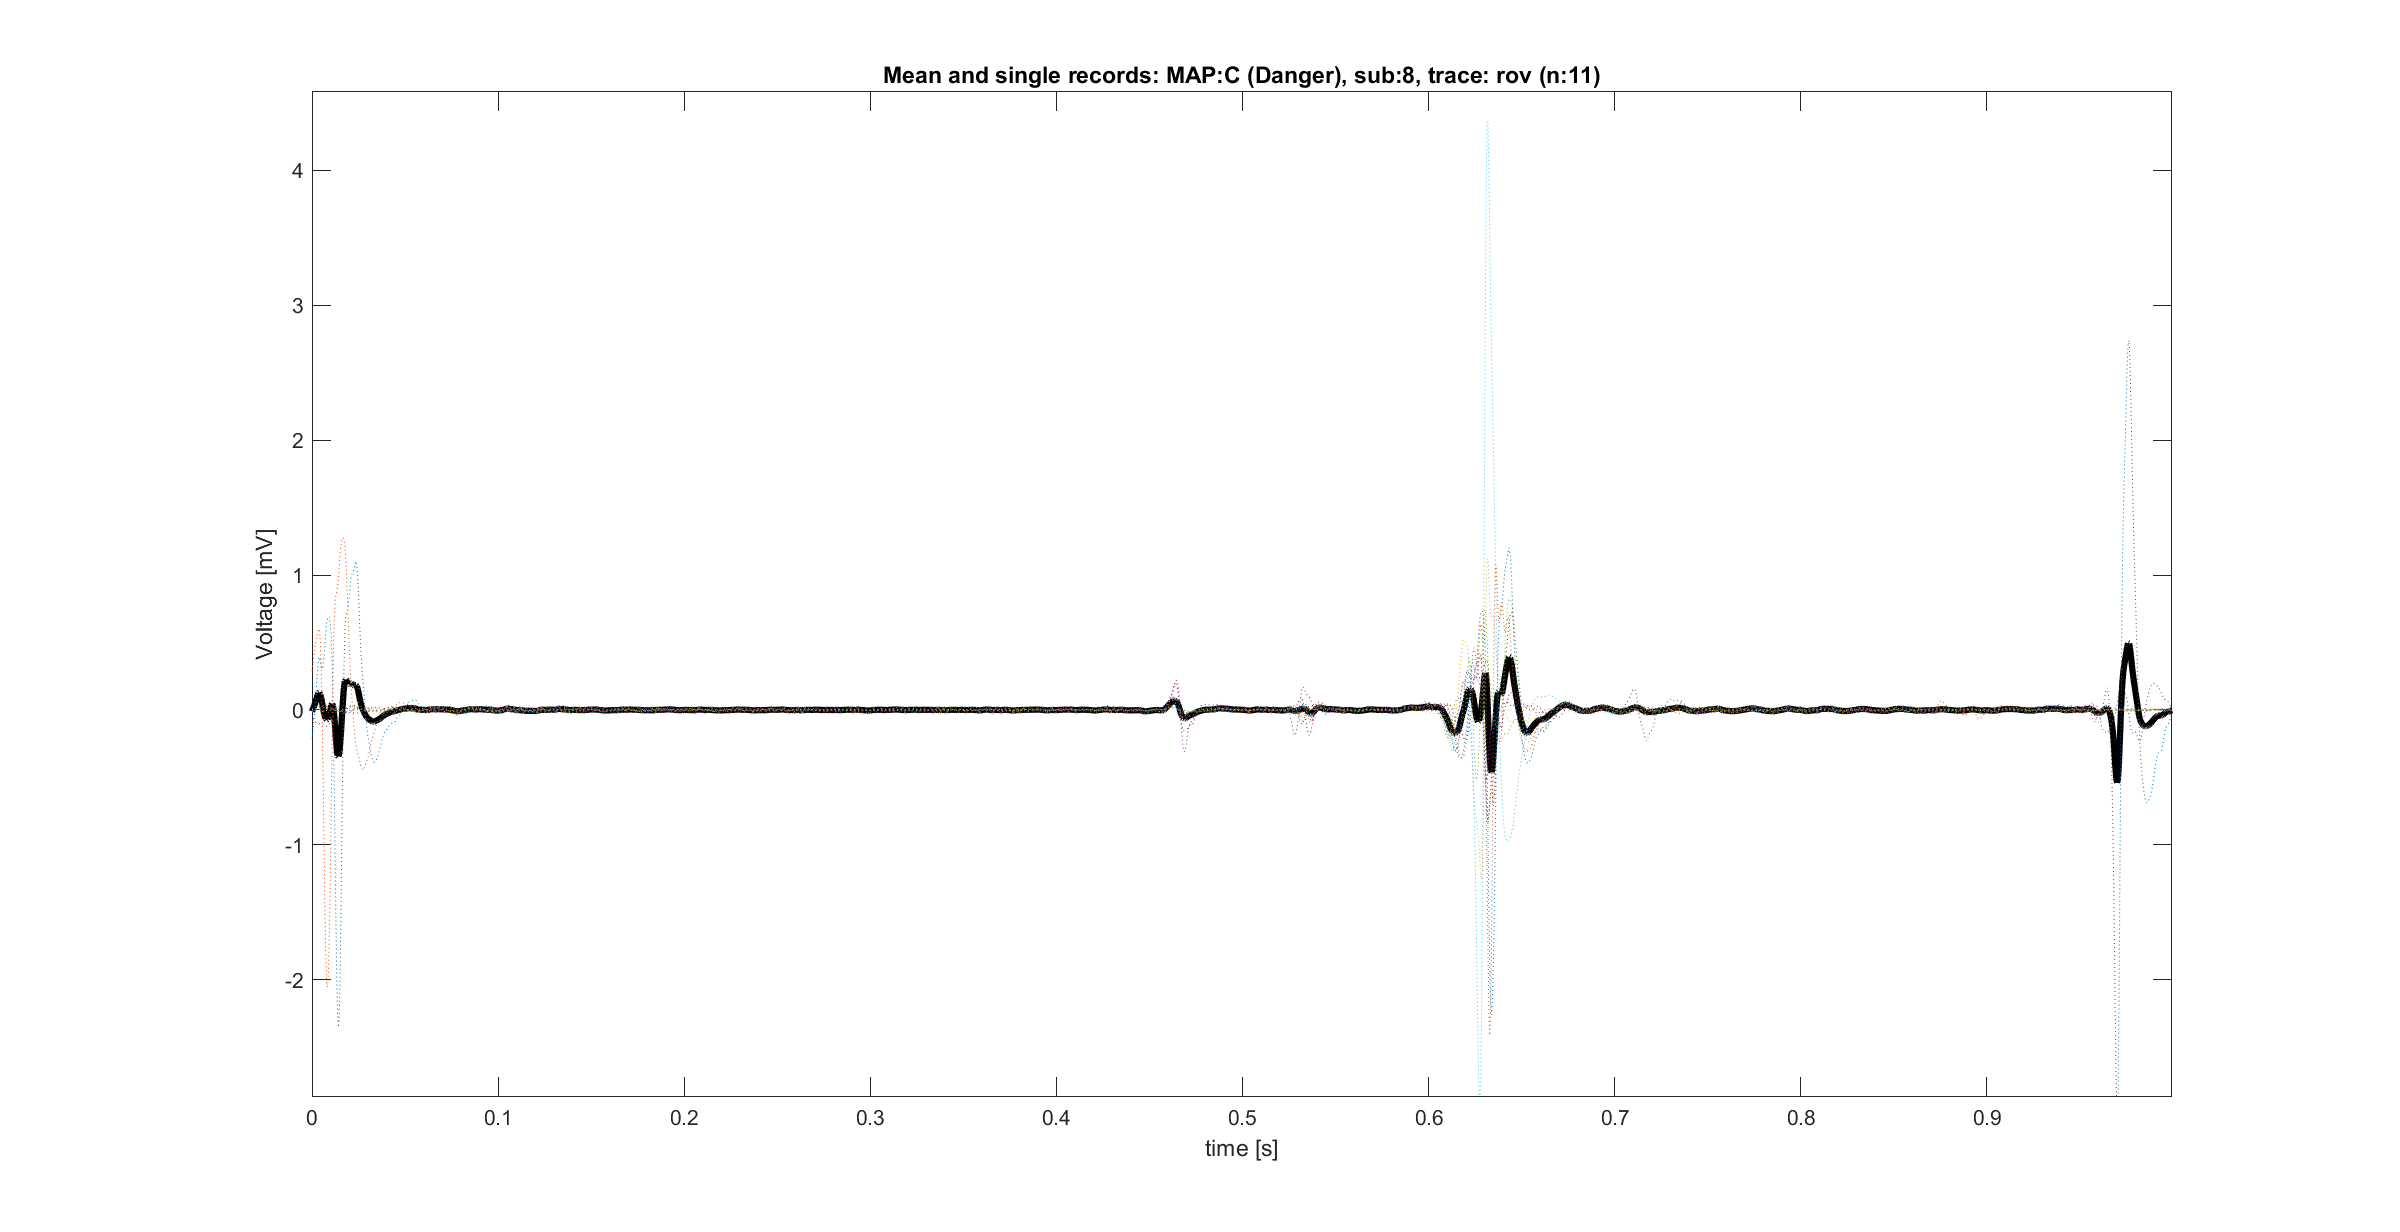 Mean and single records: MAP:C (Danger), sub:8, trace: rov (n:11)
4
3
2
1
0
-1
-2
Voltage [mV]
0 0.1 0.2 0.3 0.4 0.5 0.6 0.7 0.8 0.9
time [s]